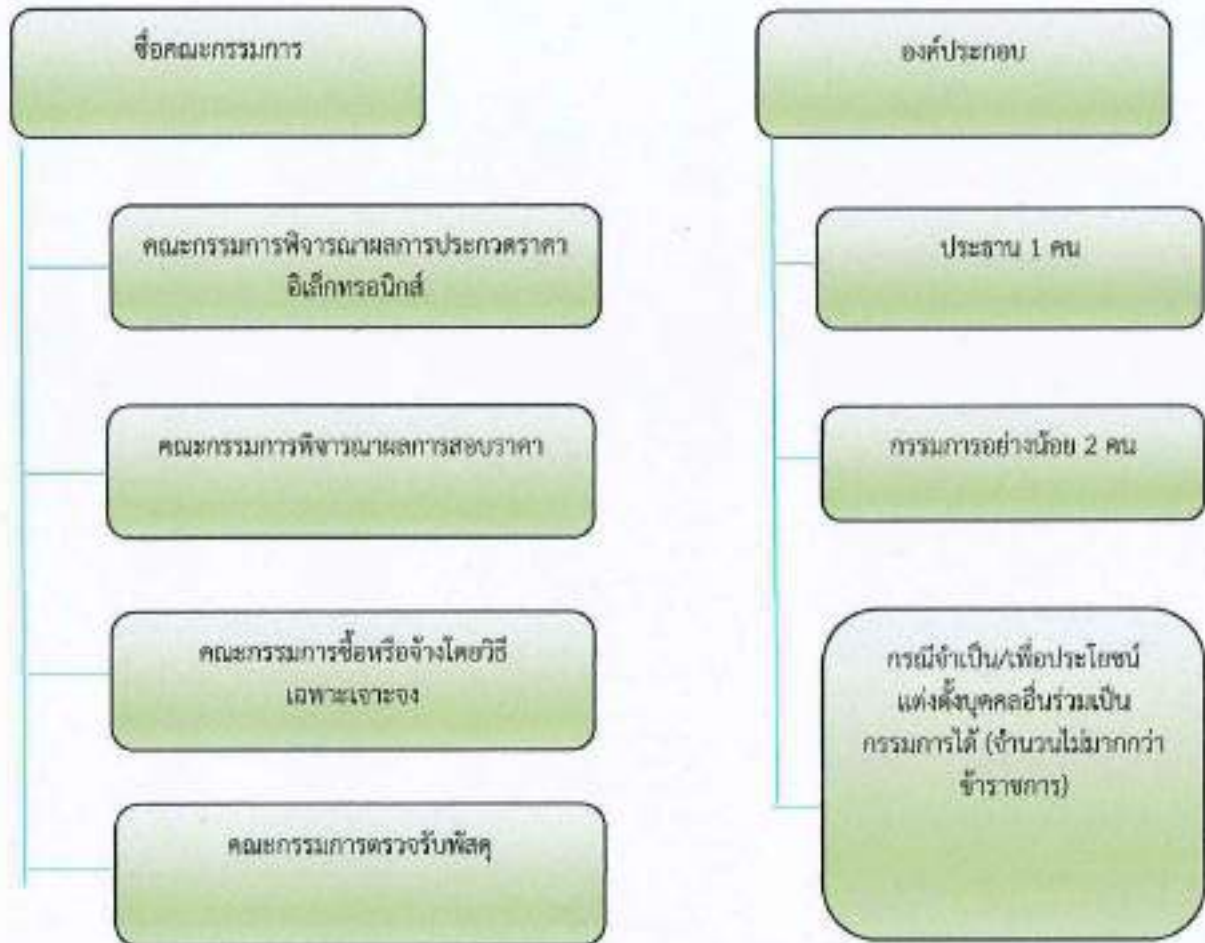 ชื่อคณะกรรมการ
คณะกรรมการพิจารณาผลการประกวดราคา
อิเล็กทรอนิกส์
คณะกรรมการพิจารณาผลการสอบราคา
คณะกรรมการซื้อหรือจ้างโดยวิธี
เฉพาะเจาะจง
คณะกรรมการตรวจรับพัสดุ
องค์ประกอบ
ประธาน 1 คน
กรรมการอย่างน้อย 2 คน
กรณีจำเป็น/เพื่อประโยชน์
แต่งตั้งบุคคลอื่นร่วมเป็น
กรรมการได้ (จำนวนไม่มากกว่า
ข้าราชการ)